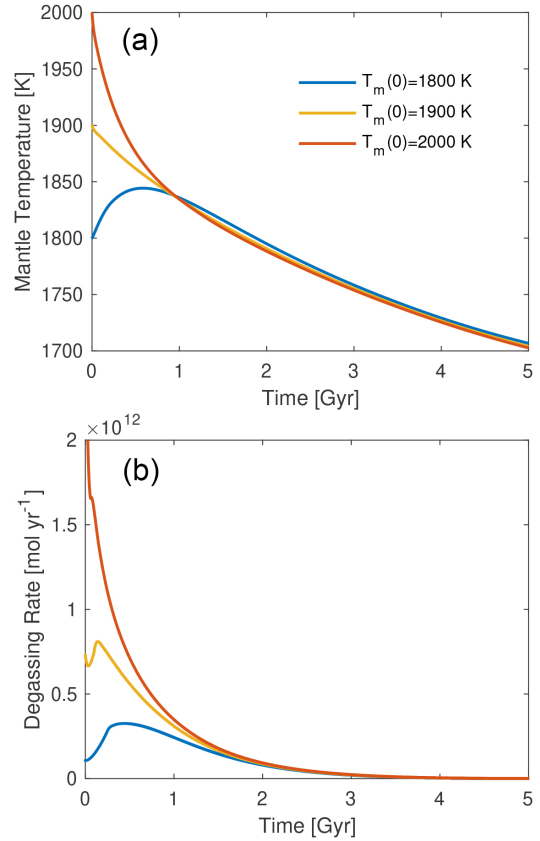 (a)
2000
1950
1900
1850
1800
1750
1700
Mantle Temperature [K]
T_m(0)=1800 K
T_m(0)=1900 K
T_m(0)=2000 K
0 1 2 3 4 5
Time [Gyr]
×10^12
(b)
2
1.5
1
0.5
0
Degassing Rate [mol yr^-1]
0 1 2 3 4 5
Time [Gyr]